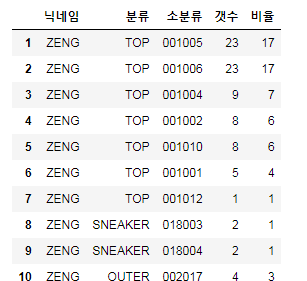 닉네임 분류 소분류 갯수 비율
1 ZENG TOP 001005 23 17
2 ZENG TOP 001006 23 17
3 ZENG TOP 001004 9 7
4 ZENG TOP 001002 8 6
5 ZENG TOP 001010 8 6
6 ZENG TOP 001001 5 4
7 ZENG TOP 001012 1 1
8 ZENG SNEAKER 018003 2 1
9 ZENG SNEAKER 018004 2 1
10 ZENG OUTER 002017 4 3